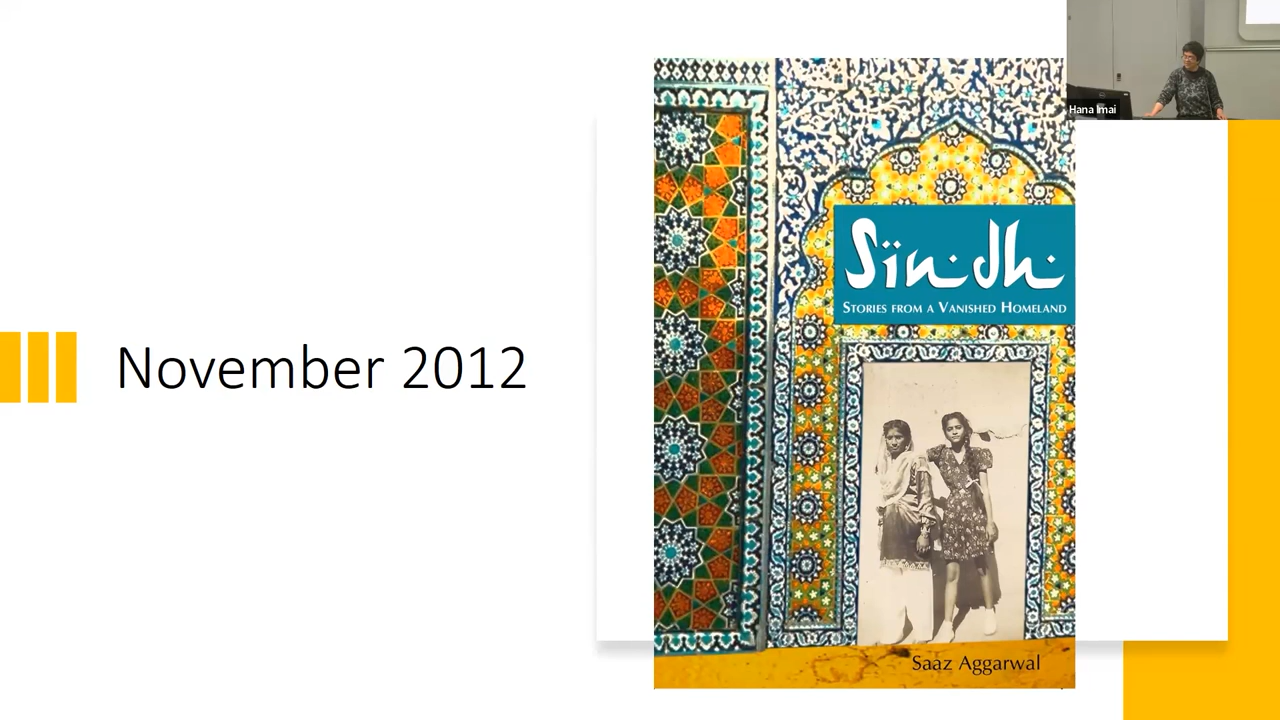 November 2012
Sindh
Stories from a Vanished Homeland
Saaz Aggarwal
Hana Imai